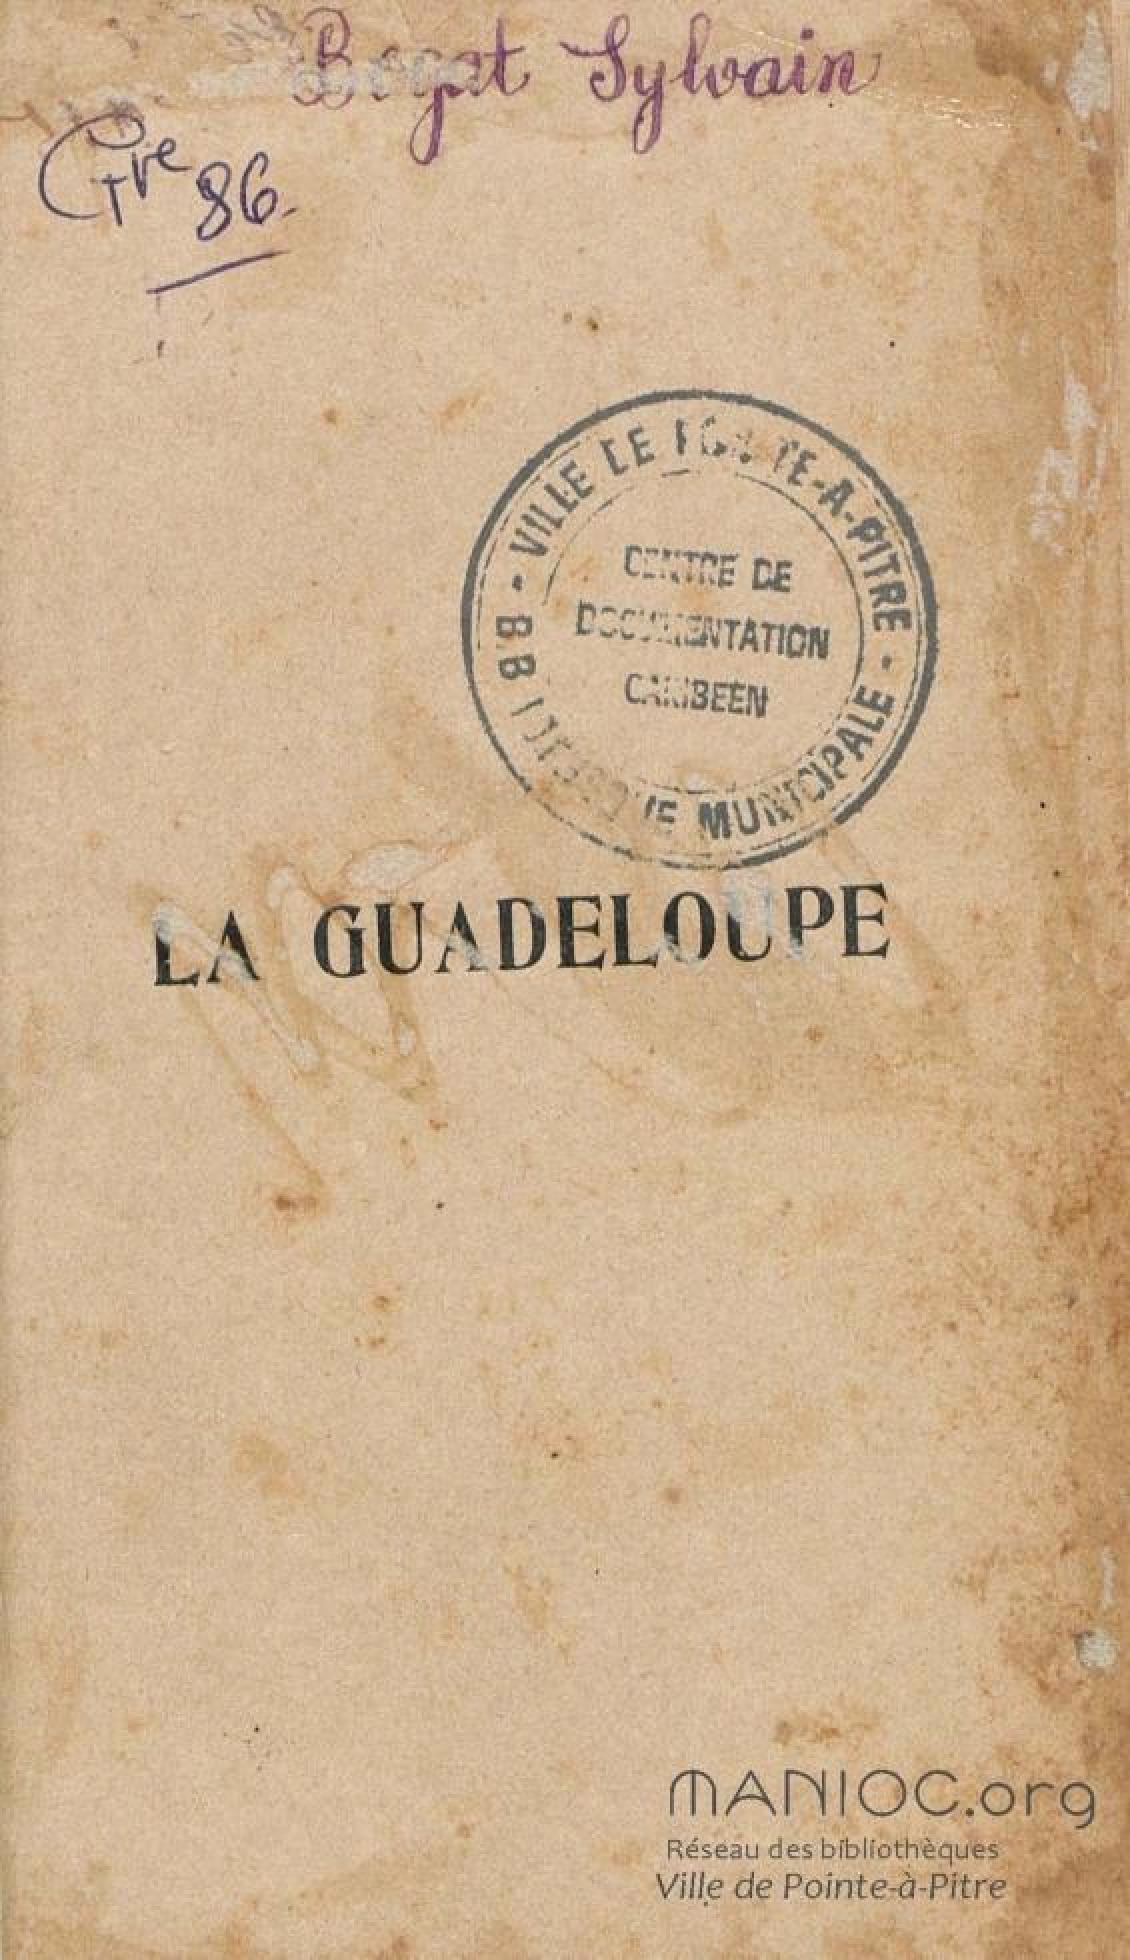 Sylvain
86.
VILLE DE POINTE-A-PITRE
CENTRE DE
DOCUMENTATION
CARIBEEN
MUNICIPALE
LA GUADELOUPE
MANIOC.org
Réseau des bibliothèques
Ville de Pointe-à-Pitre